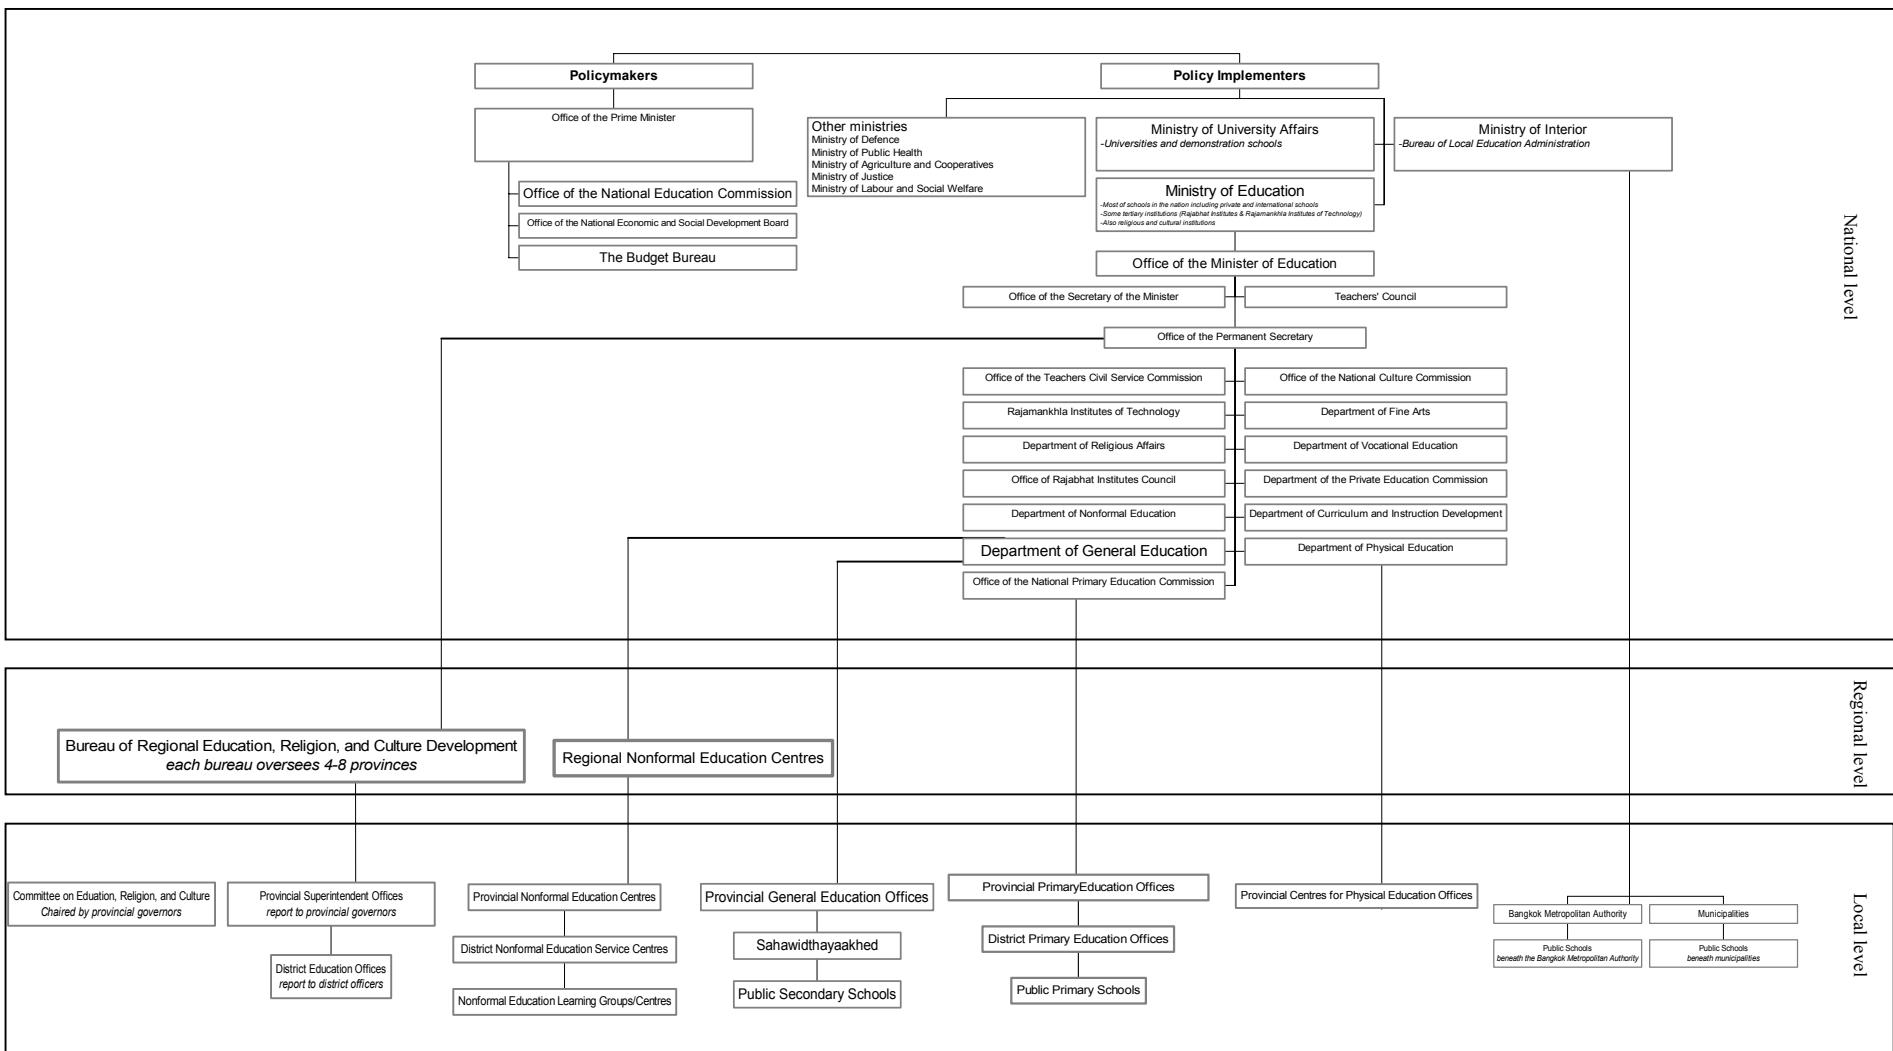 Policymakers
Policy Implementers
Office of the Prime Minister
Office of the National Education Commission
Office of the National Economic and Social Development Board
The Budget Bureau
Other ministries
Ministry of Defence
Ministry of Public Health
Ministry of Agriculture and Cooperatives
Ministry of Justice
Ministry of Labour and Social Welfare
Ministry of University Affairs
-Universities and demonstration schools
Ministry of Interior
-Bureau of Local Education Administration
Ministry of Education
-Most of schools in the nation including private and international schools
-Some tertiary institutions (Rajabhat Institutes & Rajamankhla Institutes of Technology)
-Also religious and cultural institutions
Office of the Minister of Education
Office of the Secretary of the Minister
Teachers' Council
Office of the Permanent Secretary
Office of the Teachers Civil Service Commission
Office of the National Culture Commission
Rajamankhla Institutes of Technology
Department of Fine Arts
Department of Religious Affairs
Department of Vocational Education
Office of Rajabhat Institutes Council
Department of the Private Education Commission
Department of Nonformal Education
Department of Curriculum and Instruction Development
Department of General Education
Department of Physical Education
Office of the National Primary Education Commission
National level
Bureau of Regional Education, Religion, and Culture Development
each bureau oversees 4-8 provinces
Regional Nonformal Education Centres
Regional level
Committee on Eduation, Religion, and Culture
Chaired by provincial governors
Provincial Superintendent Offices
report to provincial governors
District Education Offices
report to district officers
Provincial Nonformal Education Centres
District Nonformal Education Service Centres
Nonformal Education Learning Groups/Centres
Provincial General Education Offices
Sahawidthayaakhed
Public Secondary Schools
Provincial PrimaryEducation Offices
District Primary Education Offices
Public Primary Schools
Provincial Centres for Physical Education Offices
Bangkok Metropolitan Authority
Public Schools
beneath the Bangkok Metropolitan Authority
Municipalities
Public Schools
beneath municipalities
Local level